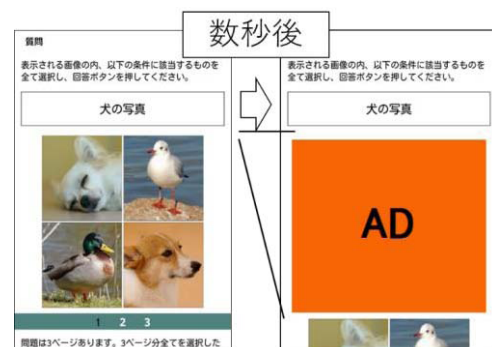 数秒後
質問
表示される画像の内、以下の条件に該当するものを
全て選択し、回答ボタンを押してください。
犬の写真
1 2 3
問題は3ページあります。3ページ分全てを選択した
表示される画像の内、以下の条件に該当するものを
全て選択し、回答ボタンを押してください。
犬の写真
AD